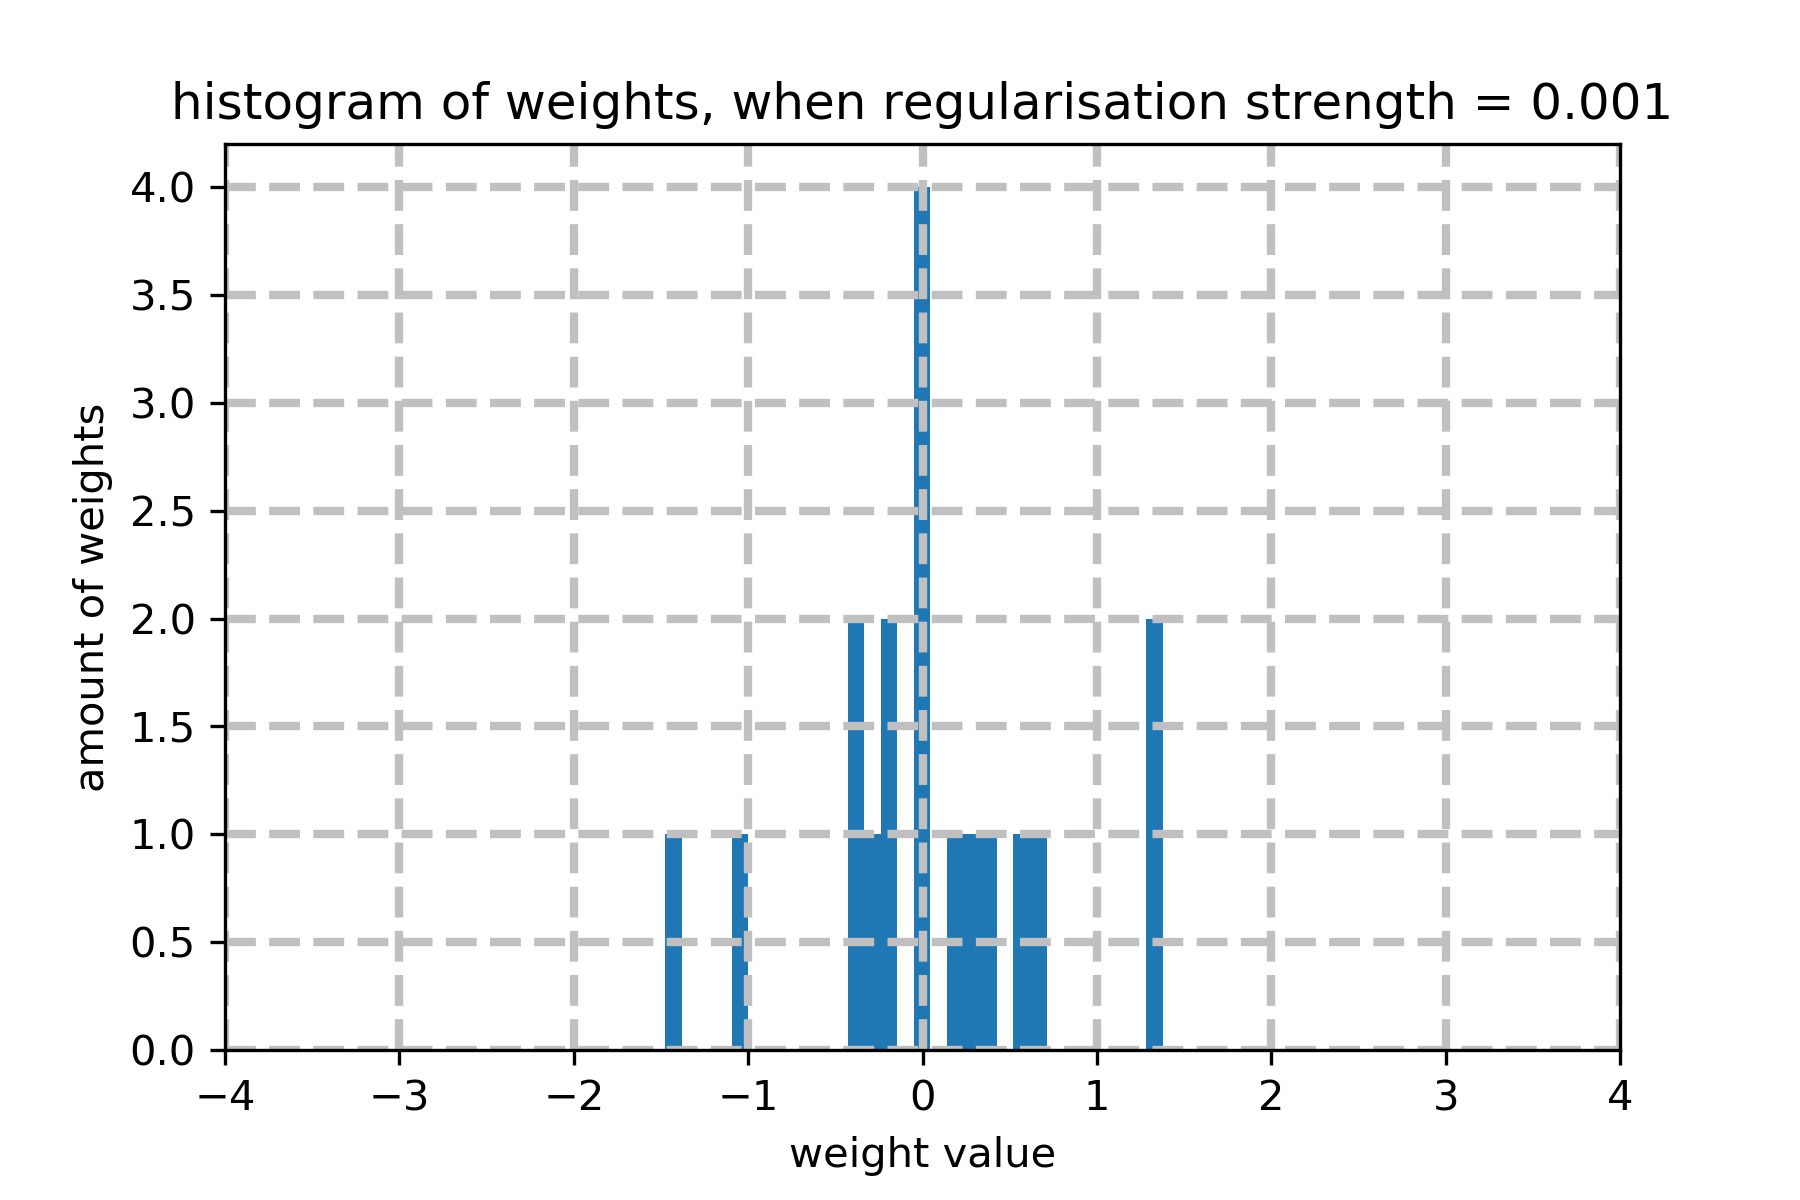 histogram of weights, when regularisation strength = 0.001
4.0
3.5
3.0
2.5
2.0
1.5
1.0
0.5
0.0
amount of weights
−4 −3 −2 −1 0 1 2 3 4
weight value